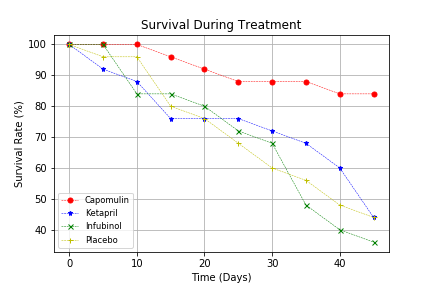 Survival During Treatment
100
90
80
70
60
50
40
Survival Rate (%)
Capomulin
Ketapril
Infubinol
Placebo
0 10 20 30 40
Time (Days)